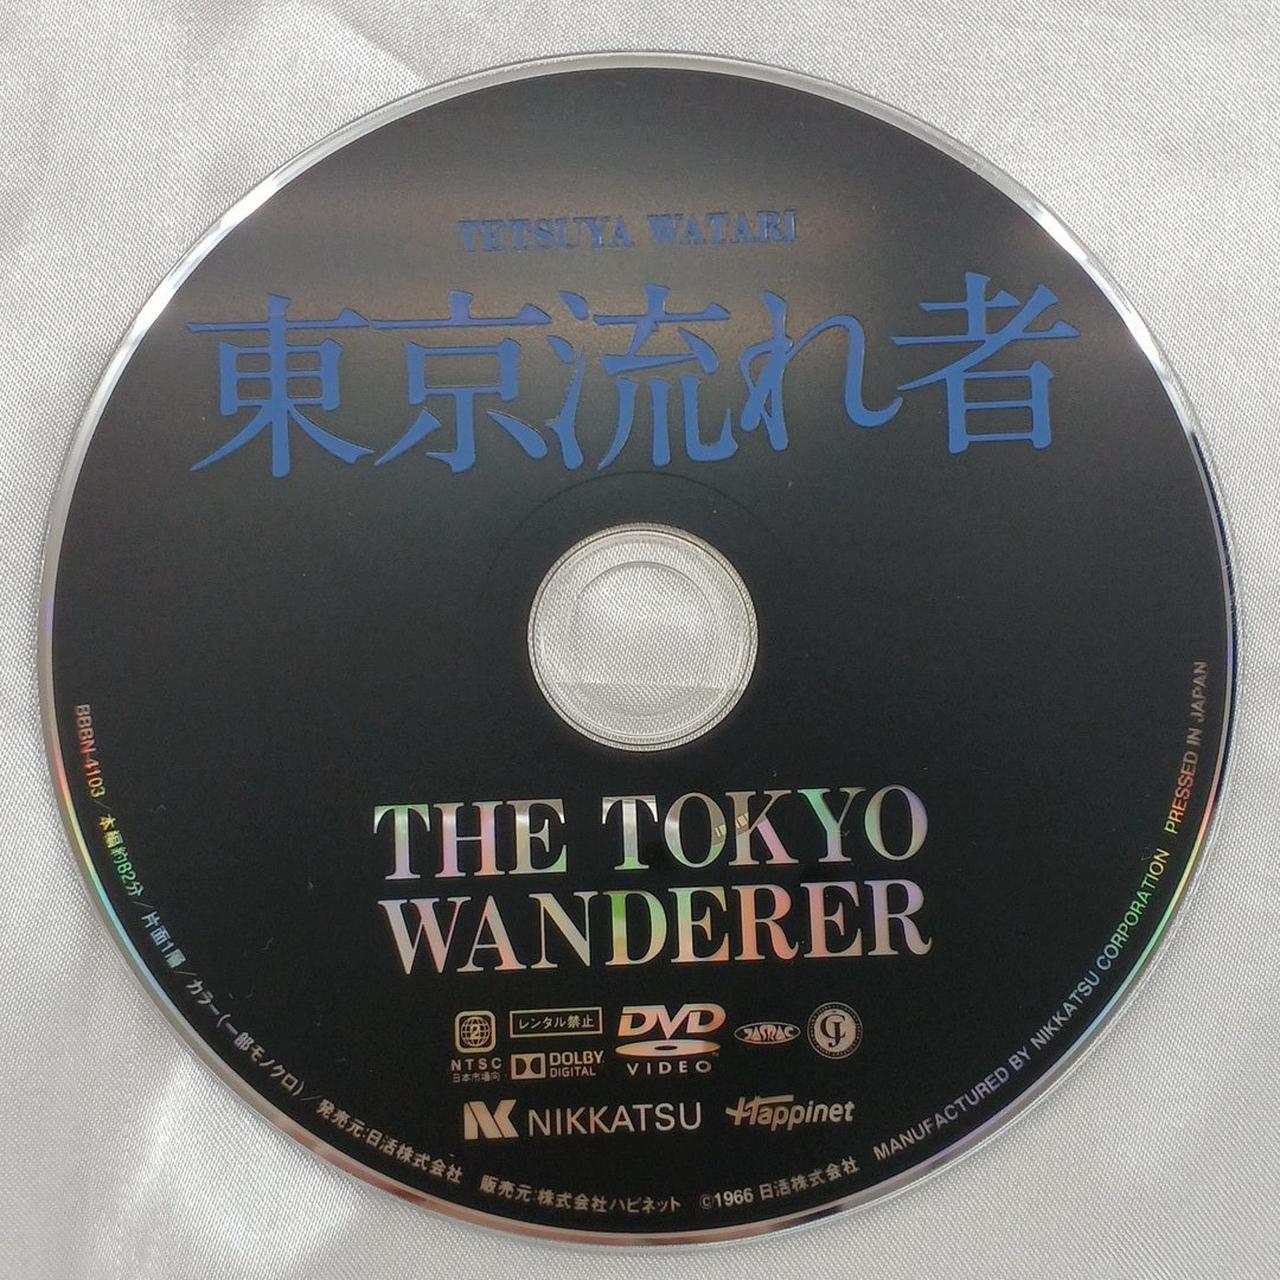 TETSUYA WATARI
東京流れ者
THE TOKYO
WANDERER
2
NTSC
日本市場向
レンタル禁止
DOLBY
DIGITAL
DVD
VIDEO
JASRAC
NIKKATSU
Happinet
BBBN-4103/本編約82分/片面1層/カラー(一部モノクロ)/発売元:日活株式会社 販売元:株式会社ハピネット ©1966 日活株式会社 MANUFACTURED BY NIKKATSU CORPORATION PRESSED IN JAPAN